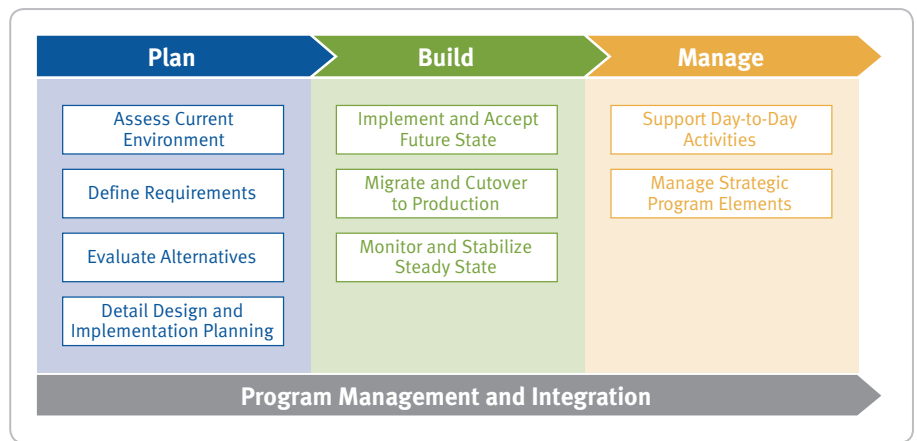 Plan
Build
Manage
Assess Current
Environment
Define Requirements
Evaluate Alternatives
Detail Design and
Implementation Planning
Implement and Accept
Future State
Migrate and Cutover
to Production
Monitor and Stabilize
Steady State
Support Day-to-Day
Activities
Manage Strategic
Program Elements
Program Management and Integration